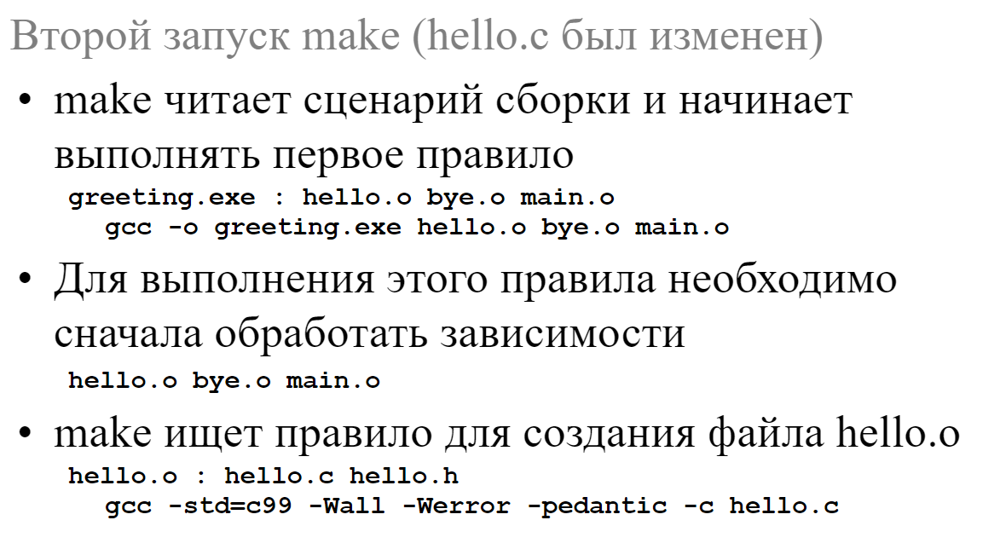 Второй запуск make (hello.c был изменен)
• make читает сценарий сборки и начинает
выполнять первое правило
greeting.exe : hello.o bye.o main.o
gcc -o greeting.exe hello.o bye.o main.o
• Для выполнения этого правила необходимо
сначала обработать зависимости
hello.o bye.o main.o
• make ищет правило для создания файла hello.o
hello.o : hello.c hello.h
gcc -std=c99 -Wall -Werror -pedantic -c hello.c